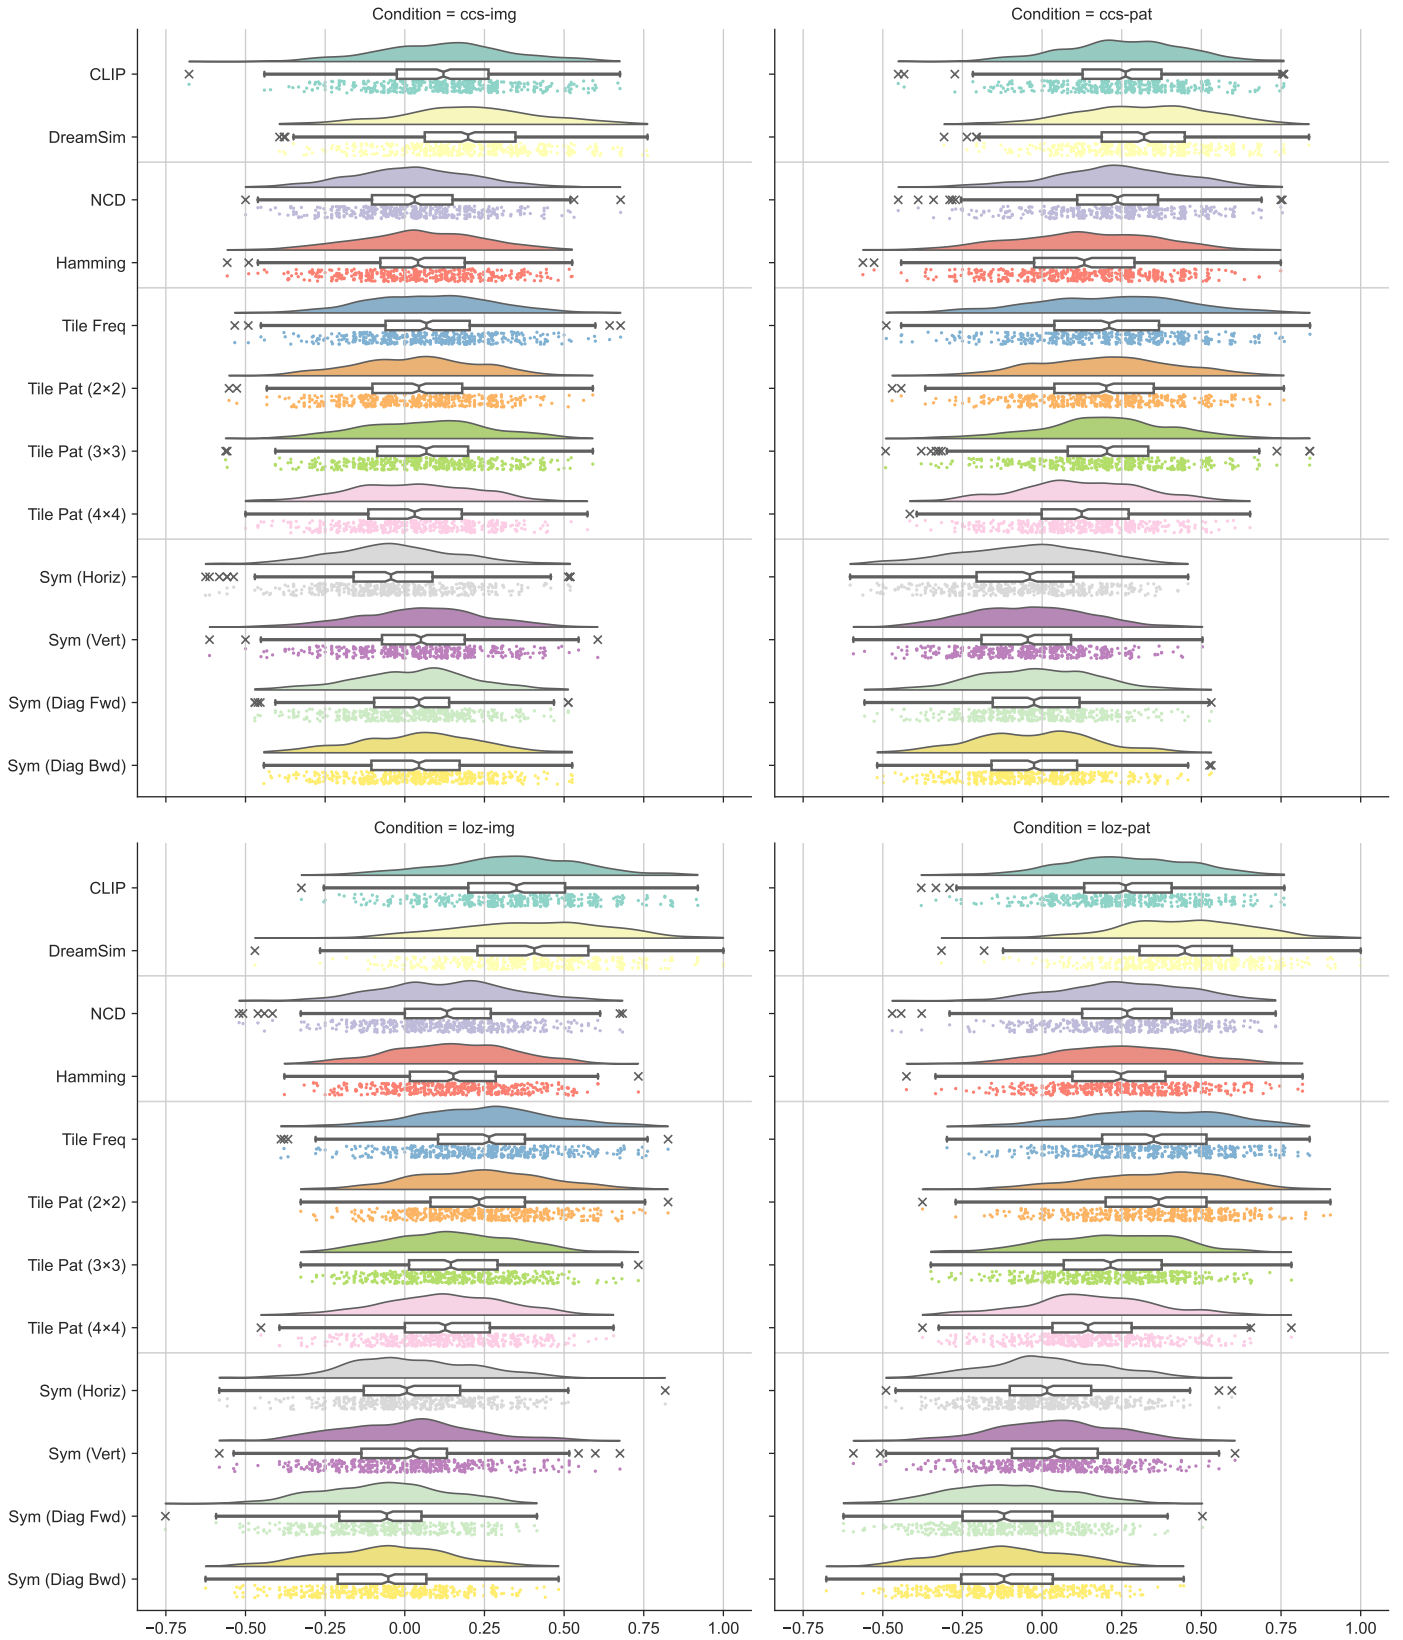 Condition = ccs-img
Condition = ccs-pat
CLIP
DreamSim
NCD
Hamming
Tile Freq
Tile Pat (2×2)
Tile Pat (3×3)
Tile Pat (4×4)
Sym (Horiz)
Sym (Vert)
Sym (Diag Fwd)
Sym (Diag Bwd)
Condition = loz-img
Condition = loz-pat
CLIP
DreamSim
NCD
Hamming
Tile Freq
Tile Pat (2×2)
Tile Pat (3×3)
Tile Pat (4×4)
Sym (Horiz)
Sym (Vert)
Sym (Diag Fwd)
Sym (Diag Bwd)
−0.75 −0.50 −0.25 0.00 0.25 0.50 0.75 1.00
−0.75 −0.50 −0.25 0.00 0.25 0.50 0.75 1.00